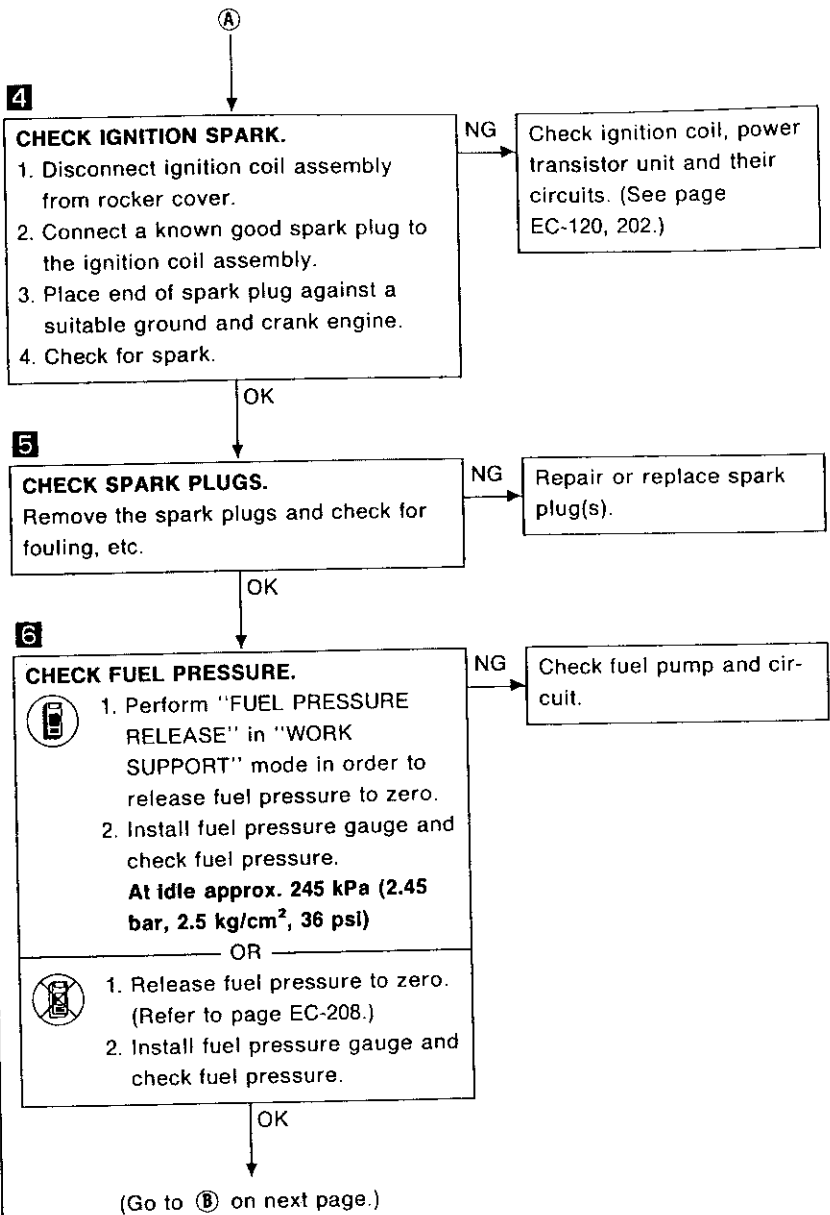 Ⓐ
4
CHECK IGNITION SPARK.
1. Disconnect ignition coil assembly
from rocker cover.
2. Connect a known good spark plug to
the ignition coil assembly.
3. Place end of spark plug against a
suitable ground and crank engine.
4. Check for spark.
NG
Check ignition coil, power
transistor unit and their
circuits. (See page
EC-120, 202.)
OK
5
CHECK SPARK PLUGS.
Remove the spark plugs and check for
fouling, etc.
NG
Repair or replace spark
plug(s).
OK
6
CHECK FUEL PRESSURE.
1. Perform "FUEL PRESSURE
RELEASE" in "WORK
SUPPORT" mode in order to
release fuel pressure to zero.
2. Install fuel pressure gauge and
check fuel pressure.
At idle approx. 245 kPa (2.45
bar, 2.5 kg/cm², 36 psi)
OR
1. Release fuel pressure to zero.
(Refer to page EC-208.)
2. Install fuel pressure gauge and
check fuel pressure.
NG
Check fuel pump and cir-
cuit.
OK
(Go to Ⓑ on next page.)